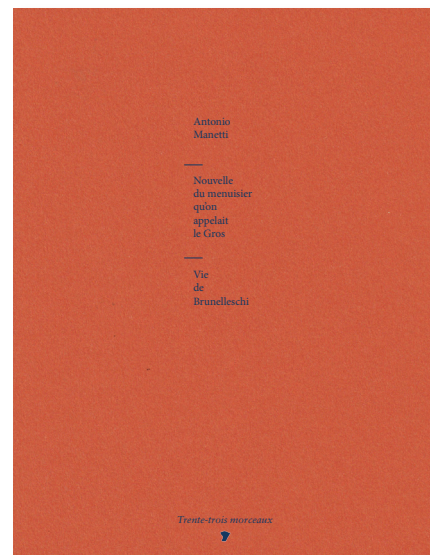 Antonio
Manetti
Nouvelle
du menuisier
qu'on
appelait
le Gros
Vie
de
Brunelleschi
Trente-trois morceaux